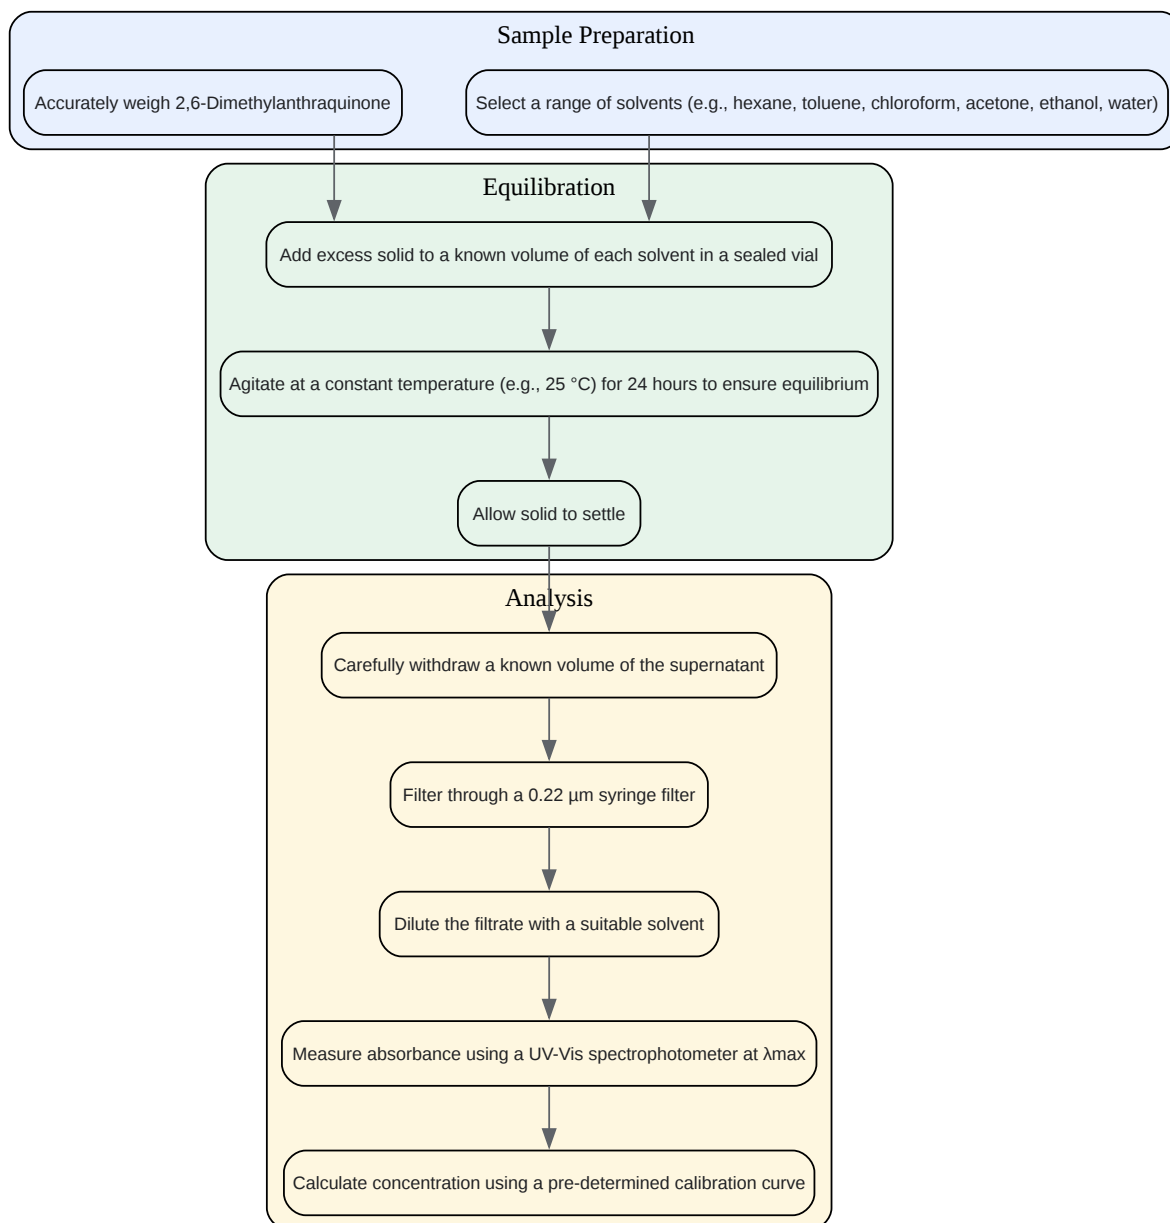 Sample Preparation
Accurately weigh 2,6-Dimethylanthraquinone
Select a range of solvents (e.g., hexane, toluene, chloroform, acetone, ethanol, water)
Equilibration
Add excess solid to a known volume of each solvent in a sealed vial
Agitate at a constant temperature (e.g., 25 °C) for 24 hours to ensure equilibrium
Allow solid to settle
Analysis
Carefully withdraw a known volume of the supernatant
Filter through a 0.22 µm syringe filter
Dilute the filtrate with a suitable solvent
Measure absorbance using a UV-Vis spectrophotometer at λmax
Calculate concentration using a pre-determined calibration curve